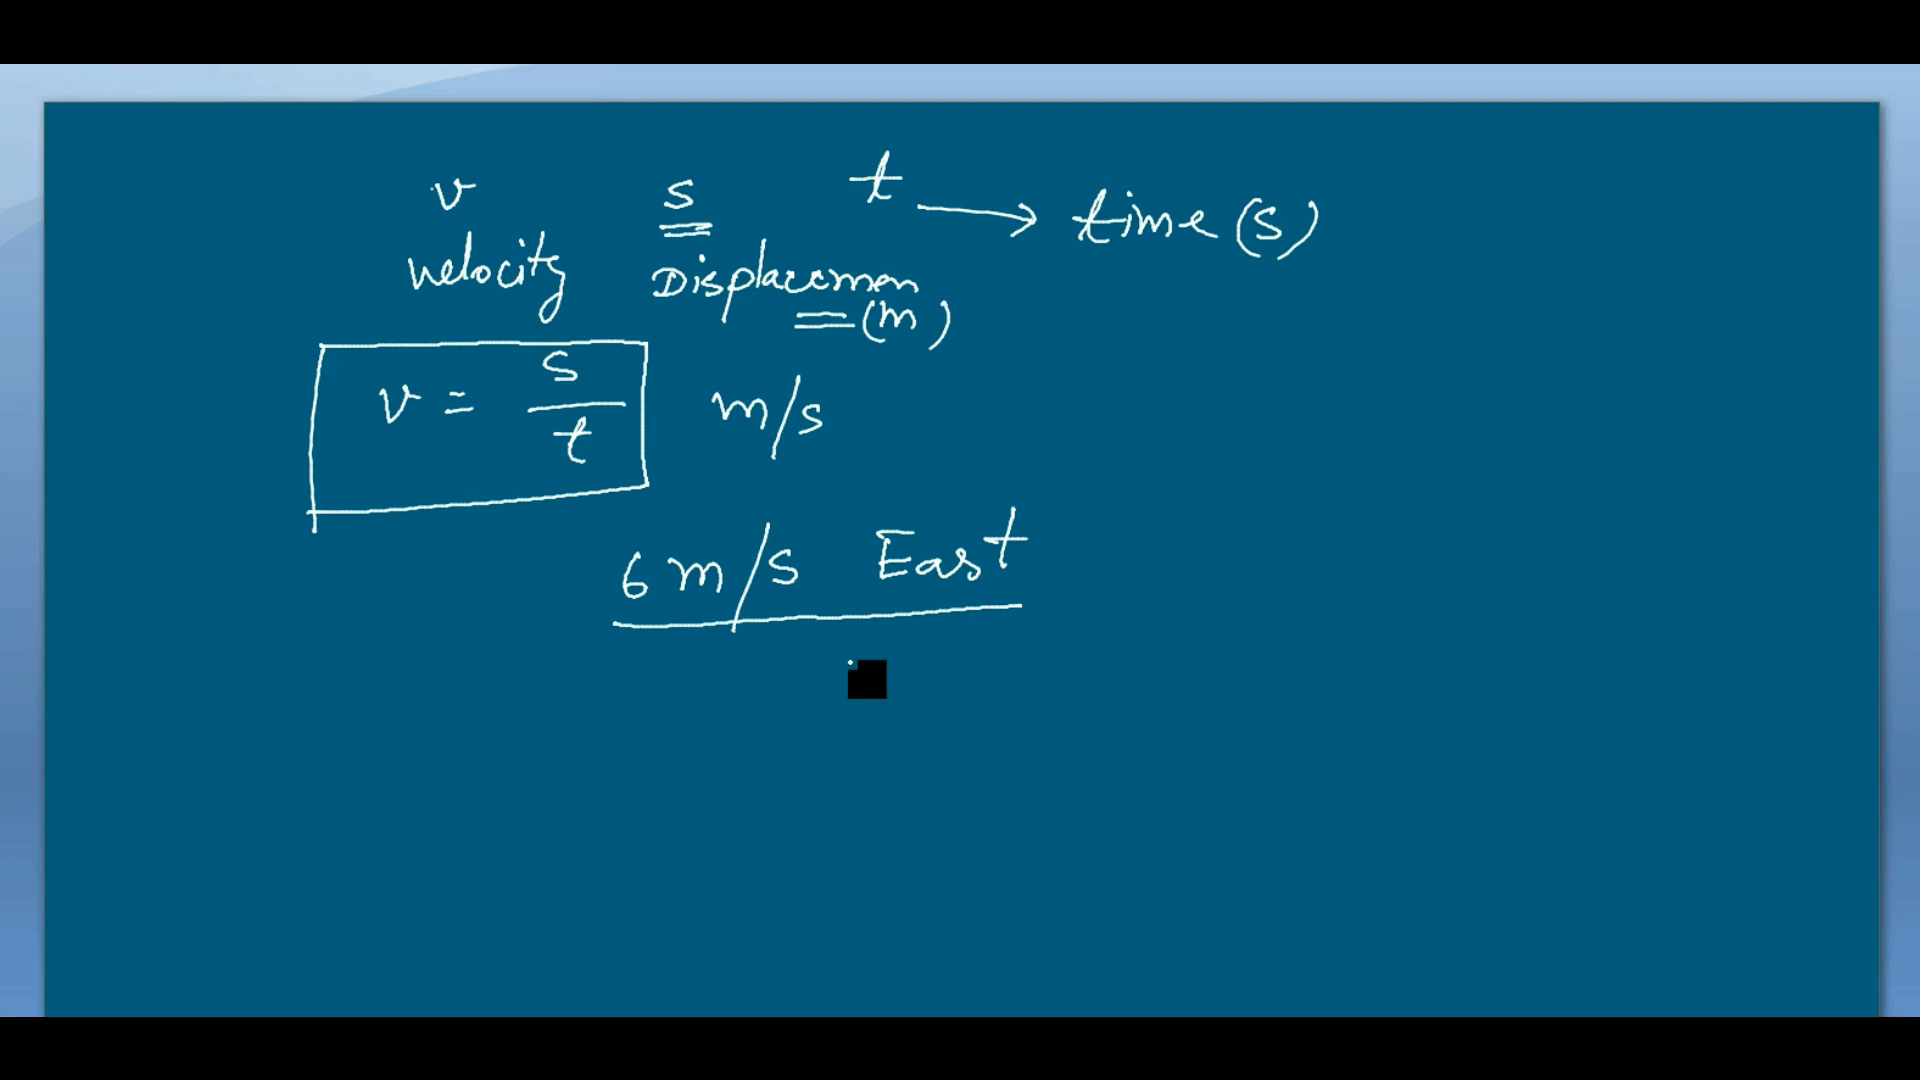 v s t → time (s)
velocity Displacemen
= (m)
v = s/t m/s
6 m/s East